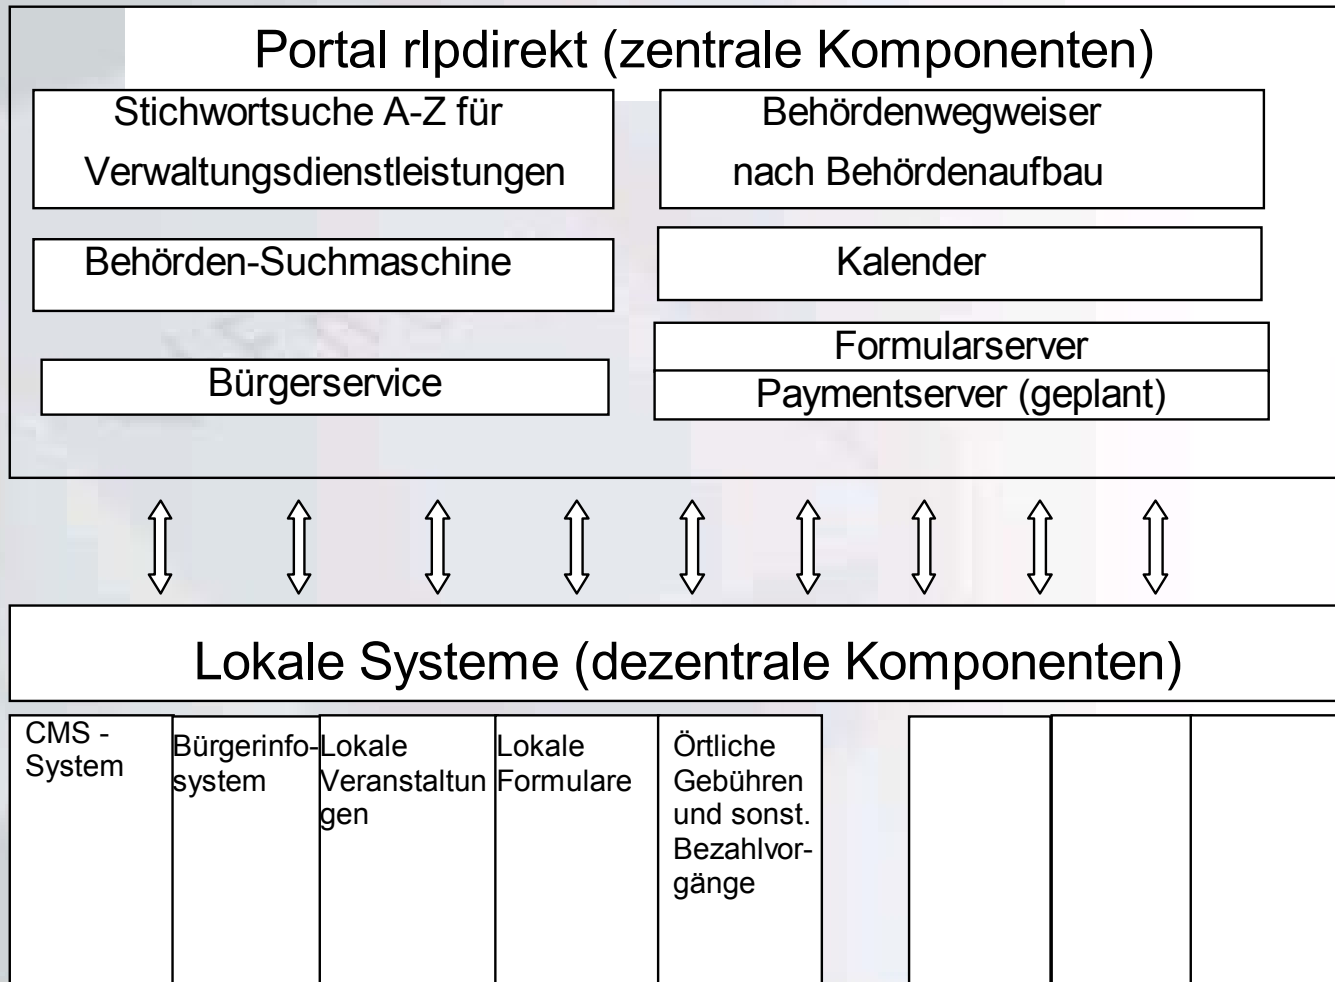 Portal rlpdirekt (zentrale Komponenten)
Stichwortsuche A-Z für
Verwaltungsdienstleistungen
Behördenwegweiser
nach Behördenaufbau
Behörden-Suchmaschine
Kalender
Bürgerservice
Formularserver
Paymentserver (geplant)
Lokale Systeme (dezentrale Komponenten)
CMS -
System
Bürgerinfo-
system
Lokale
Veranstaltun
gen
Lokale
Formulare
Örtliche
Gebühren
und sonst.
Bezahlvor-
gänge